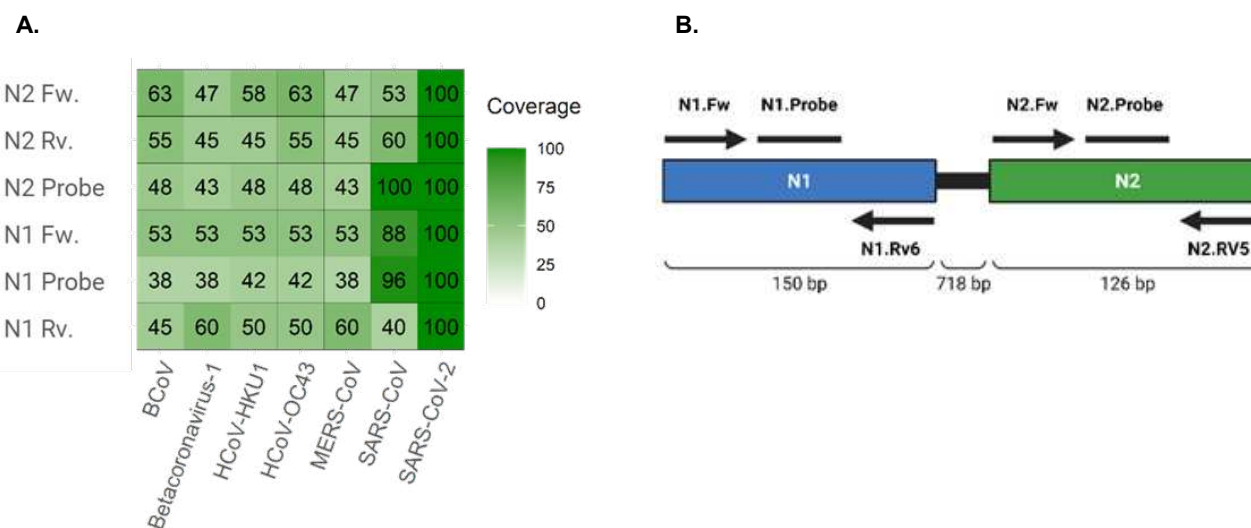 A.
N2 Fw. 63 47 58 63 47 53 100
N2 Rv. 55 45 45 55 45 60 100
N2 Probe 48 43 48 48 43 100 100
N1 Fw. 53 53 53 53 53 88 100
N1 Probe 38 38 42 42 38 96 100
N1 Rv. 45 60 50 50 60 40 100
BCoV
Betacoronavirus-1
HCoV-HKU1
HCoV-OC43
MERS-CoV
SARS-CoV
SARS-CoV-2
Coverage
100
75
50
25
0
B.
N1.Fw N1.Probe N2.Fw N2.Probe
N1 N2
N1.Rv6 N2.RV5
150 bp 718 bp 126 bp